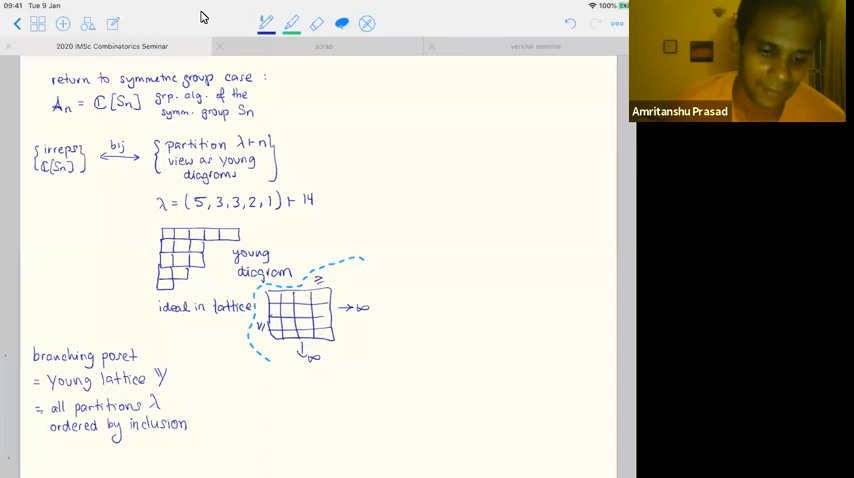 09:41 Tue 9 Jan
100%
2020 IMSc Combinatorics Seminar
scrap
vershik seminar
Amritanshu Prasad
return to symmetric group case :
𝔸n = ℂ[Sn] grp. alg. of the
symm. group Sn
{irreps ℂ[Sn]} bij ⟷ {partition λ ⊢ n
view as Young
diagrams}
λ = (5, 3, 3, 2, 1) ⊢ 14
Young
diagram
ideal in lattice
≥
≥
→ ∞
↓ ∞
branching poset
= Young lattice 𝕐
= all partitions λ
ordered by inclusion